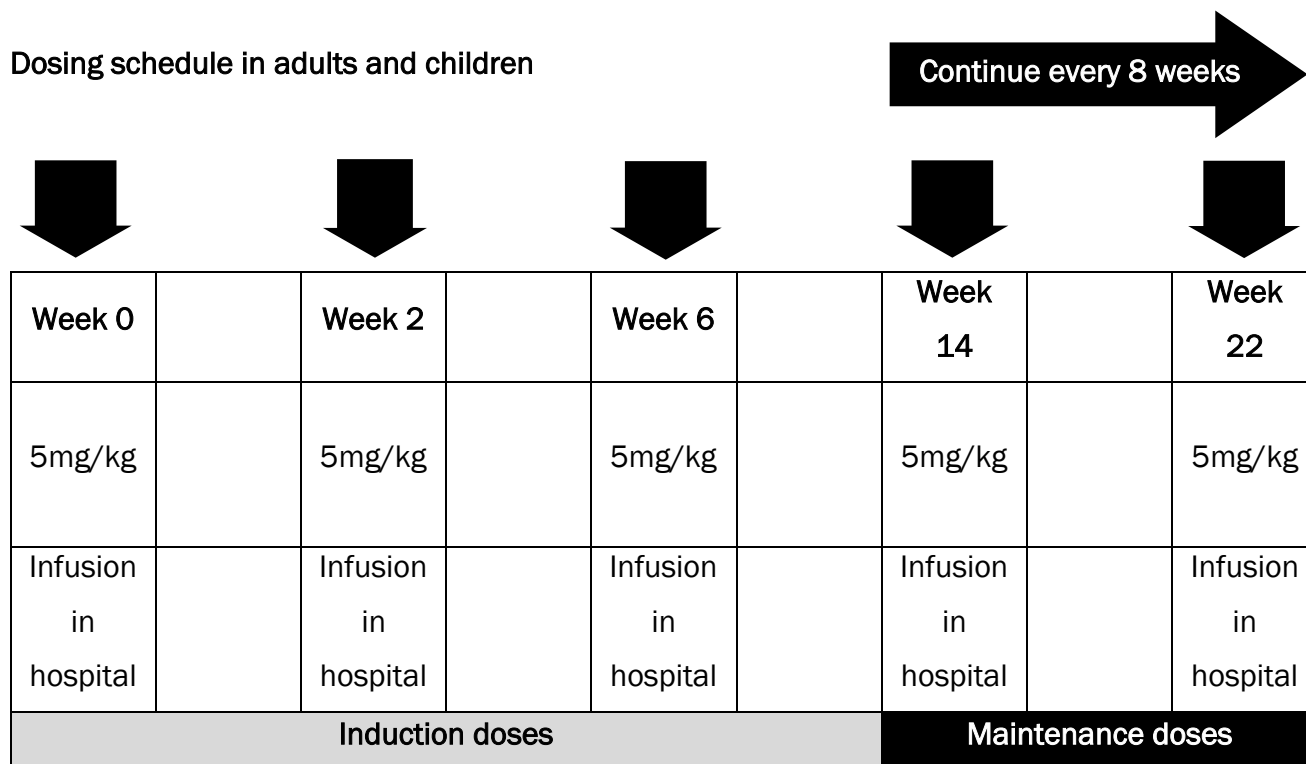 Dosing schedule in adults and children
Continue every 8 weeks
Week 0 Week 2 Week 6 Week 14 Week 22
5mg/kg 5mg/kg 5mg/kg 5mg/kg 5mg/kg
Infusion Infusion Infusion Infusion Infusion
in in in in in
hospital hospital hospital hospital hospital
Induction doses Maintenance doses